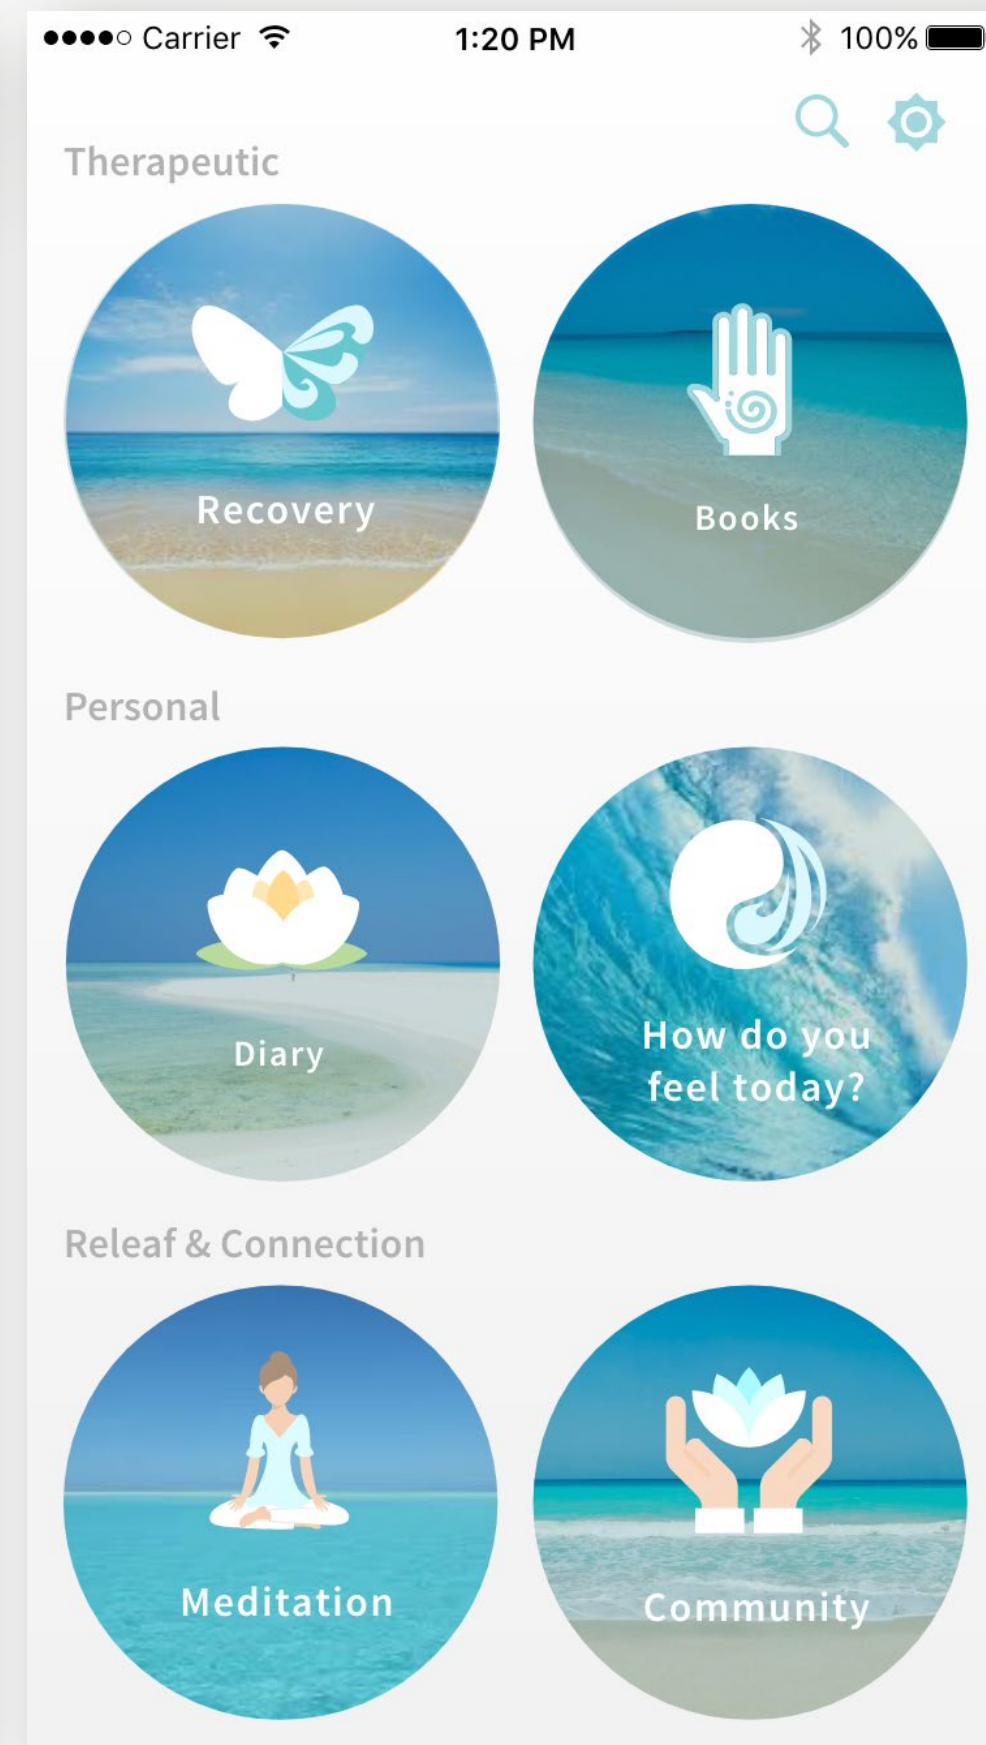 Carrier 1:20 PM 100%
Therapeutic
Recovery
Books
Personal
Diary
How do you
feel today?
Releaf & Connection
Meditation
Community